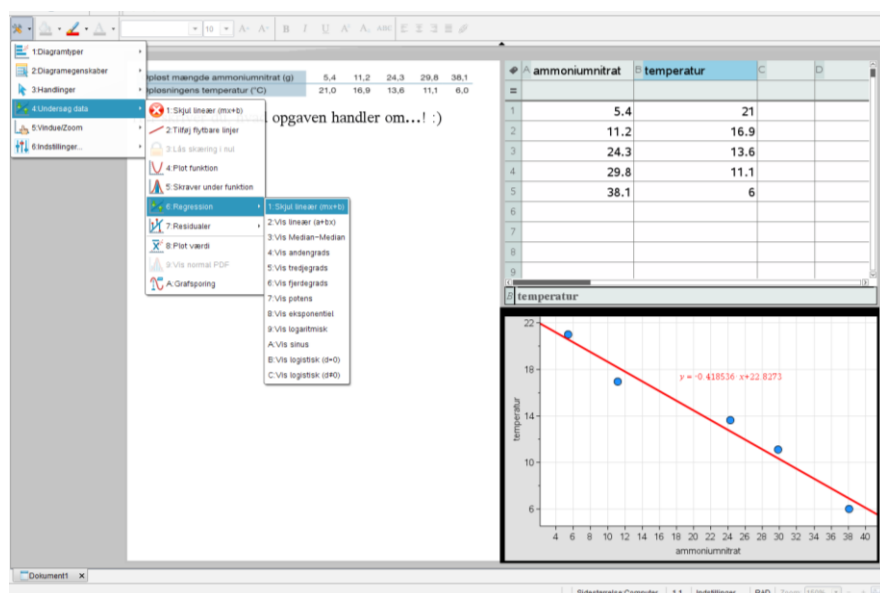 10 A A B I U A A ABC
1:Diagramtyper
2:Diagramegenskaber
3:Handlinger
4:Undersøg data
5:Vindue/Zoom
6:Indstillinger...
opløst mængde ammoniumnitrat (g) 5,4 11,2 24,3 29,8 38,1
opløsningens temperatur (°C) 21,0 16,9 13,6 11,1 6,0
opgaven handler om...! :)
1:Skjul lineær (mx+b)
2:Tilføj flytbare linjer
3:Lås skæring i nul
4:Plot funktion
5:Skraver under funktion
6:Regression
7:Residualer
8:Plot værdi
9:Vis normal PDF
A:Grafsporing
1:Skjul lineær (mx+b)
2:Vis lineær (a+bx)
3:Vis Median-Median
4:Vis andengrads
5:Vis tredjegrads
6:Vis fjerdegrads
7:Vis potens
8:Vis eksponentiel
9:Vis logaritmisk
A:Vis sinus
B:Vis logistisk (d=0)
C:Vis logistisk (d≠0)
A ammoniumnitrat B temperatur C D
=
1 5.4 21
2 11.2 16.9
3 24.3 13.6
4 29.8 11.1
5 38.1 6
6
7
8
9
B temperatur
22
18
14
10
6
temperatur
y = -0.418536· x+22.8273
4 6 8 10 12 14 16 18 20 22 24 26 28 30 32 34 36 38 40
ammoniumnitrat
Dokument1 X
Sidestørrelse:Computer 1.1 Indstillinger RAD Zoom: 150%